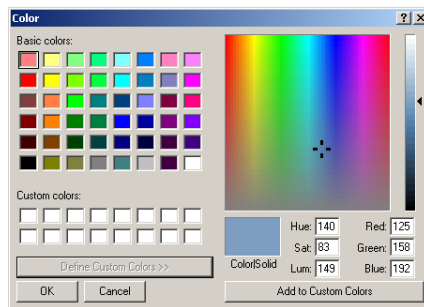 Color
Basic colors:
Custom colors:
Define Custom Colors >>
OK Cancel
Color|Solid
Hue: 140 Red: 125
Sat: 83 Green: 158
Lum: 149 Blue: 192
Add to Custom Colors